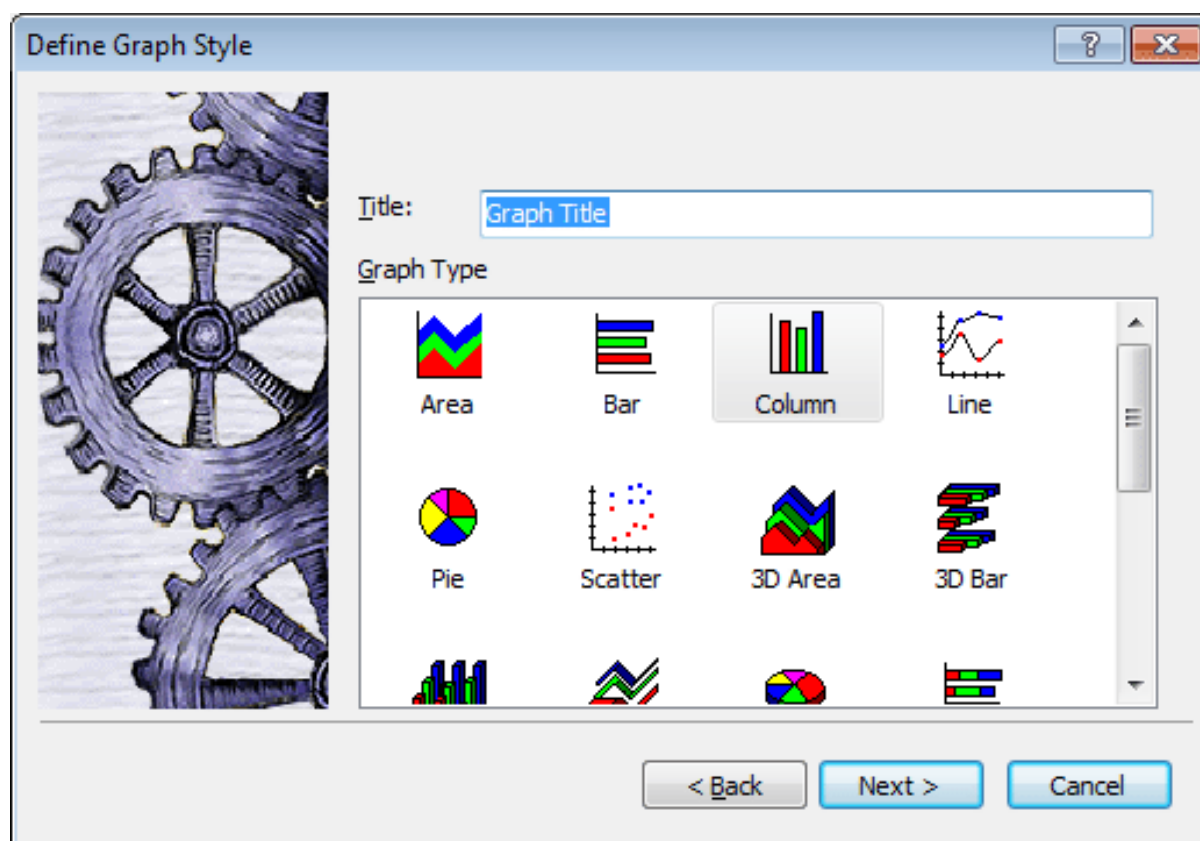 Define Graph Style
Title: Graph Title
Graph Type
Area Bar Column Line
Pie Scatter 3D Area 3D Bar
< Back Next > Cancel